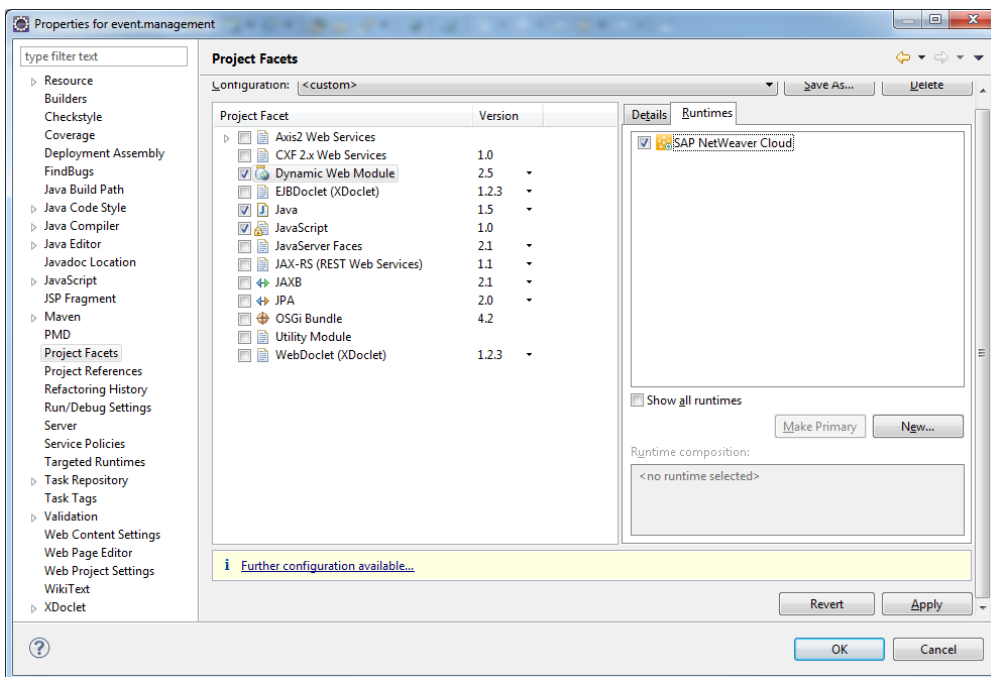 Properties for event.management
type filter text
Resource
Builders
Checkstyle
Coverage
Deployment Assembly
FindBugs
Java Build Path
Java Code Style
Java Compiler
Java Editor
Javadoc Location
JavaScript
JSP Fragment
Maven
PMD
Project Facets
Project References
Refactoring History
Run/Debug Settings
Server
Service Policies
Targeted Runtimes
Task Repository
Task Tags
Validation
Web Content Settings
Web Page Editor
Web Project Settings
WikiText
XDoclet
Project Facets
Configuration: <custom> Save As... Delete
Project Facet Version
Axis2 Web Services
CXF 2.x Web Services 1.0
Dynamic Web Module 2.5
EJBDoclet (XDoclet) 1.2.3
Java 1.5
JavaScript 1.0
JavaServer Faces 2.1
JAX-RS (REST Web Services) 1.1
JAXB 2.1
JPA 2.0
OSGi Bundle 4.2
Utility Module
WebDoclet (XDoclet) 1.2.3
Details Runtimes
SAP NetWeaver Cloud
Show all runtimes
Make Primary New...
Runtime composition:
<no runtime selected>
i Further configuration available...
Revert Apply
? OK Cancel